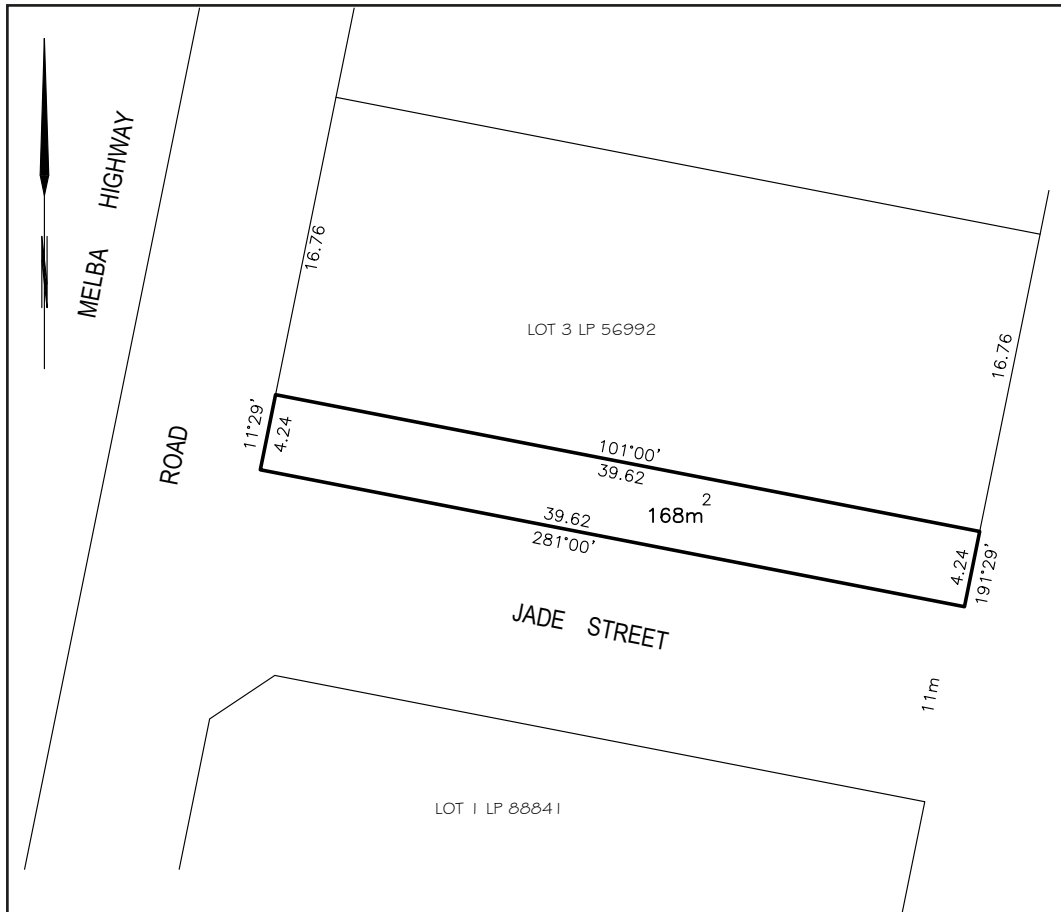 MELBA HIGHWAY
N
16.76
LOT 3 LP 56992
16.76
11°29'
4.24
101°00'
39.62
168m²
39.62
281°00'
4.24
191°29'
ROAD
JADE STREET
11m
LOT 1 LP 88841